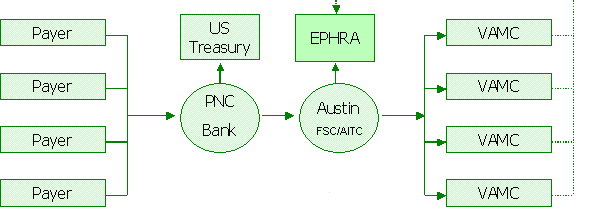 Payer
Payer
Payer
Payer
US
Treasury
PNC
Bank
EPHRA
Austin
FSC/AITC
VAMC
VAMC
VAMC
VAMC